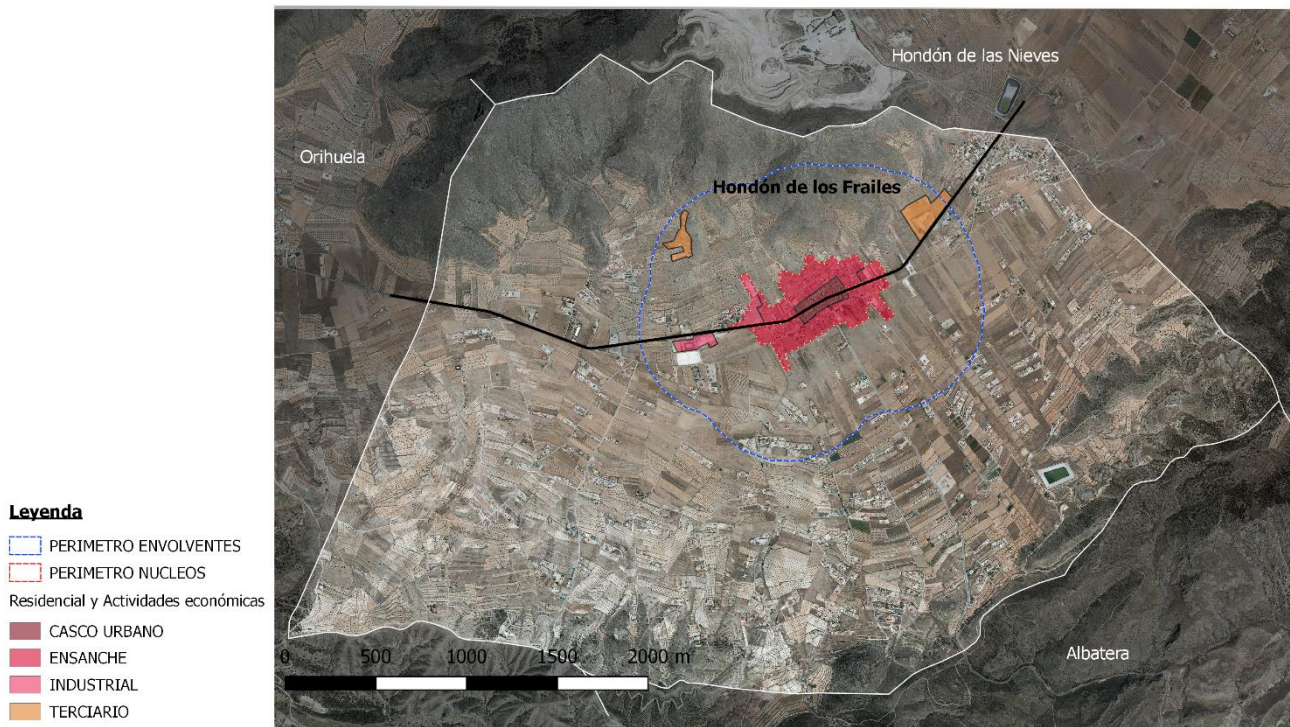 Hondón de las Nieves
Orihuela
Hondón de los Frailes
Leyenda
PERIMETRO ENVOLVENTES
PERIMETRO NUCLEOS
Residencial y Actividades económicas
CASCO URBANO
ENSANCHE
INDUSTRIAL
TERCIARIO
0 500 1000 1500 2000 m
Albatera